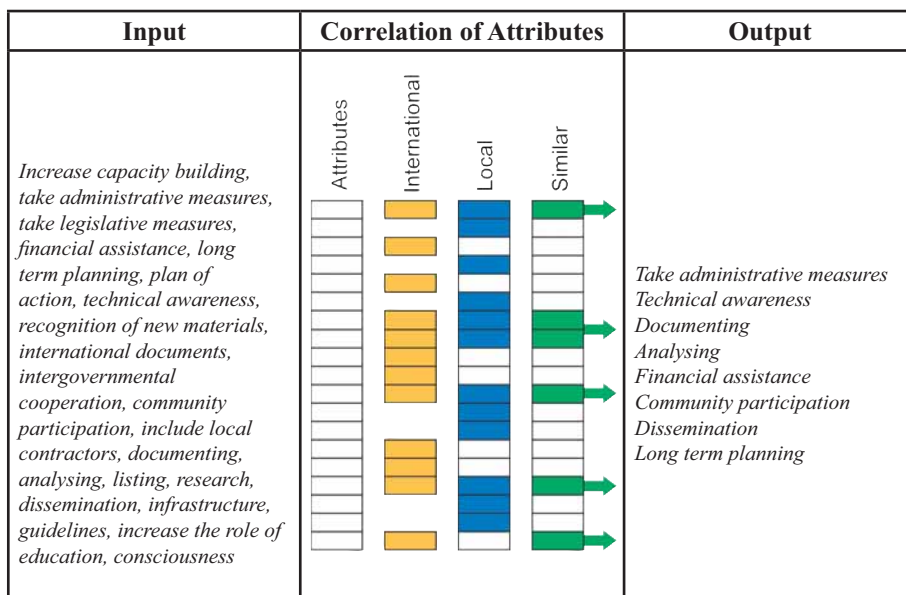 Input
Correlation of Attributes
Output
Increase capacity building,
take administrative measures,
take legislative measures,
financial assistance, long
term planning, plan of
action, technical awareness,
recognition of new materials,
international documents,
intergovernmental
cooperation, community
participation, include local
contractors, documenting,
analysing, listing, research,
dissemination, infrastructure,
guidelines, increase the role of
education, consciousness
Attributes
International
Local
Similar
Take administrative measures
Technical awareness
Documenting
Analysing
Financial assistance
Community participation
Dissemination
Long term planning